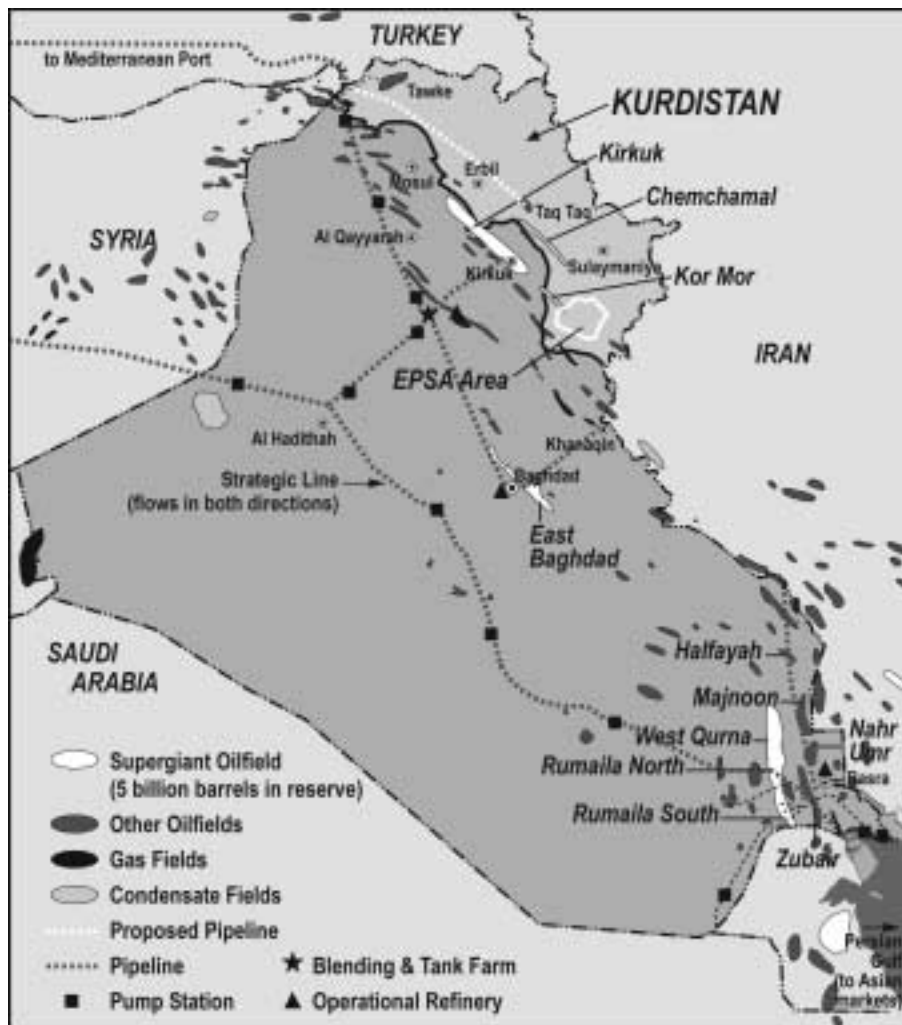 TURKEY
to Mediterranean Port
Tawke
KURDISTAN
Kirkuk
Erbil
Mosul
Chemchamal
Taq Taq
SYRIA
Al Qayyarah
Kirkuk
Sulaymaniya
Kor Mor
IRAN
EPSA Area
Al Hadithah
Khanaqin
Strategic Line
(flows in both directions)
Baghdad
East
Baghdad
SAUDI
ARABIA
Halfayah
Majnoon
West Qurna
Nahr
Umr
Rumaila North
Basra
Rumaila South
Zubair
Supergiant Oilfield
(5 billion barrels in reserve)
Other Oilfields
Gas Fields
Condensate Fields
Proposed Pipeline
Pipeline
Pump Station
Blending & Tank Farm
Operational Refinery
Persian
Gulf
(to Asian
markets)